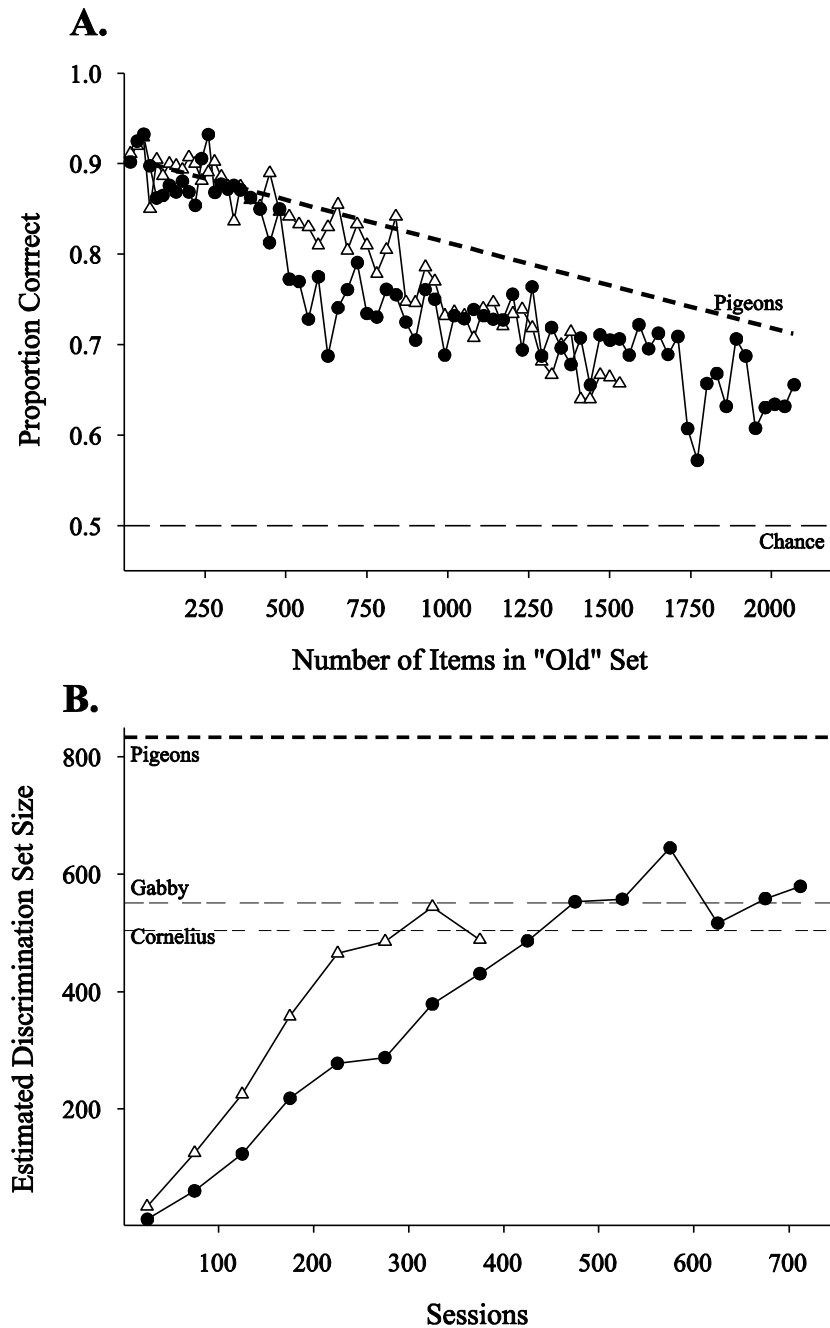 A.
1.0
0.9
0.8
0.7
0.6
0.5
Proportion Corrrect
Pigeons
Chance
250 500 750 1000 1250 1500 1750 2000
Number of Items in "Old" Set
B.
800
600
400
200
Estimated Discrimination Set Size
Pigeons
Gabby
Cornelius
100 200 300 400 500 600 700
Sessions